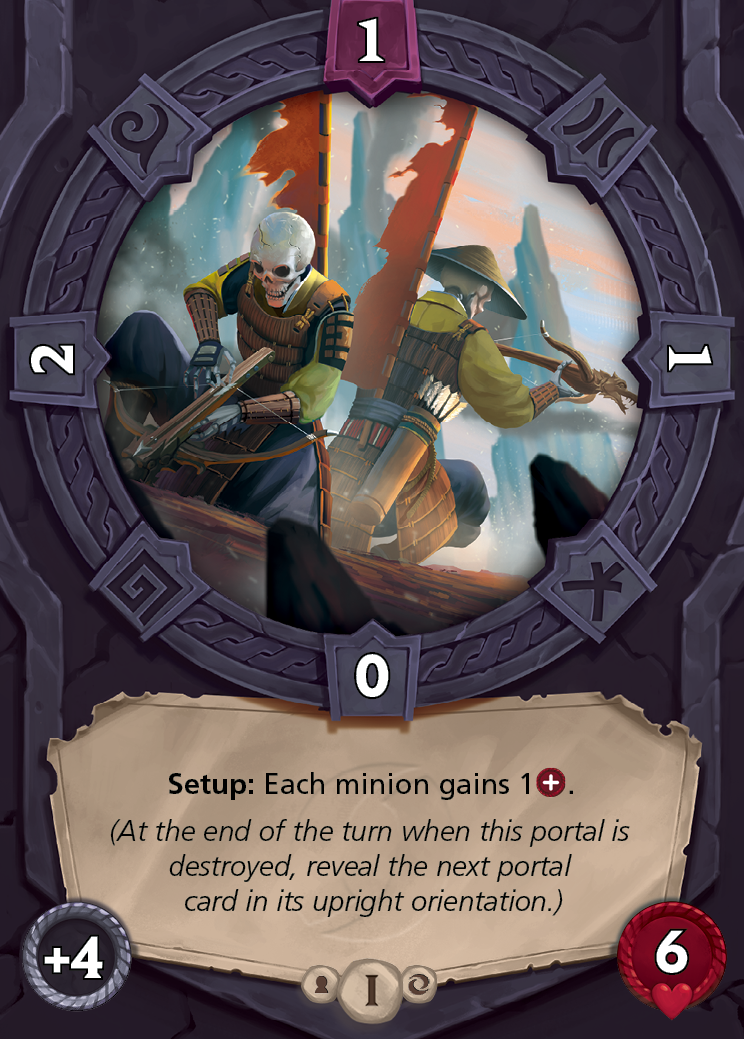 1
2
1
0
Setup: Each minion gains 1+.
(At the end of the turn when this portal is
destroyed, reveal the next portal
card in its upright orientation.)
+4
6
I